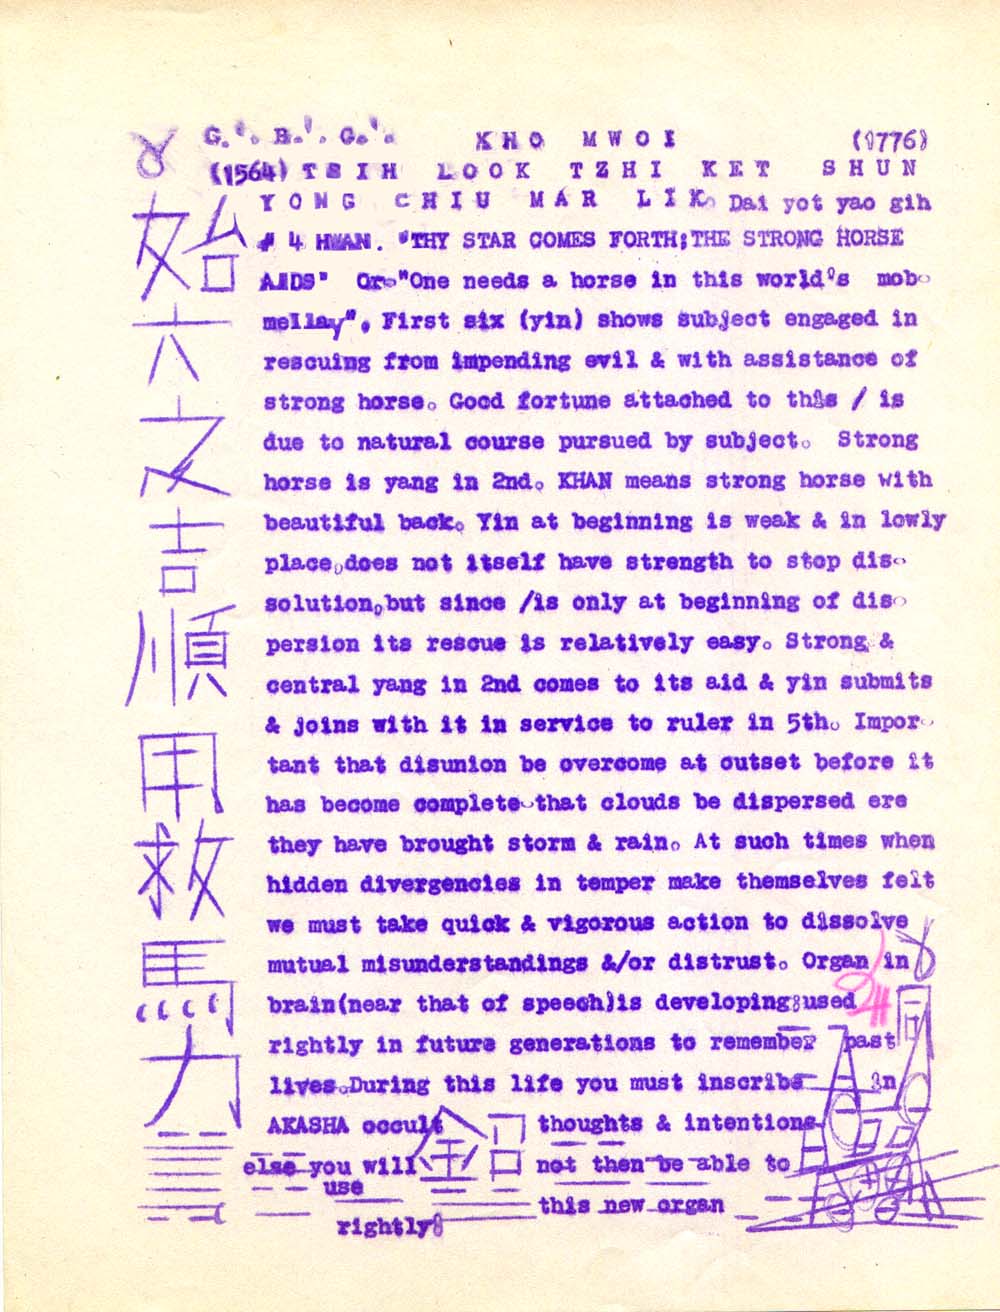 G.'. B.'. G.'. KHO MWOI (1776)
(1564) TSIH LOOK TZHI KET SHUN
YONG CHIU MAR LIK. Dai yot yao gih
# 4 HWAN. "THY STAR COMES FORTH;THE STRONG HORSE
AIDS" Or-"One needs a horse in this world's mob-
mellay". First six (yin) shows subject engaged in
rescuing from impending evil & with assistance of
strong horse. Good fortune attached to this / is
due to natural course pursued by subject. Strong
horse is yang in 2nd. KHAN means strong horse with
beautiful back. Yin at beginning is weak & in lowly
place,does not itself have strength to stop dis-
solution,but since /is only at beginning of dis-
persion its rescue is relatively easy. Strong &
central yang in 2nd comes to its aid & yin submits
& joins with it in service to ruler in 5th. Impor-
tant that disunion be overcome at outset before it
has become complete-that clouds be dispersed ere
they have brought storm & rain. At such times when
hidden divergencies in temper make themselves felt
we must take quick & vigorous action to dissolve
mutual misunderstandings &/or distrust. Organ in
brain(near that of speech)is developing;used
rightly in future generations to remember past
lives.During this life you must inscribe in
AKASHA occult thoughts & intentions
else you will not then be able to
use this new organ
rightly;
始
六
之
吉
順
用
救
馬
力